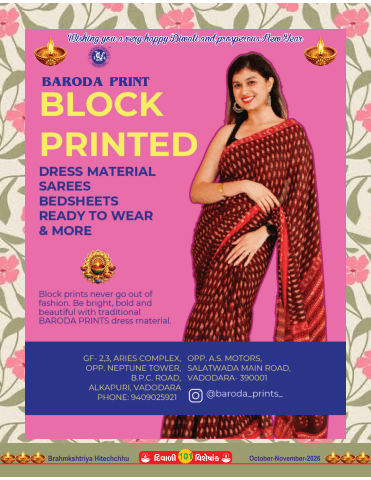 Wishing you a very happy Diwali and prosperous New Year
BARODA PRINT
BLOCK
PRINTED
DRESS MATERIAL
SAREES
BEDSHEETS
READY TO WEAR
& MORE
Block prints never go out of
fashion. Be bright, bold and
beautiful with traditional
BARODA PRINTS dress material.
GF- 2,3, ARIES COMPLEX,
OPP. NEPTUNE TOWER,
B.P.C. ROAD,
ALKAPURI, VADODARA
PHONE: 9409025921
OPP. A.S. MOTORS,
SALATWADA MAIN ROAD,
VADODARA- 390001
@baroda_prints_
Brahmkshtriya Hitechchhu
દિવાળી 101 વિશેષાંક
October-November-2026